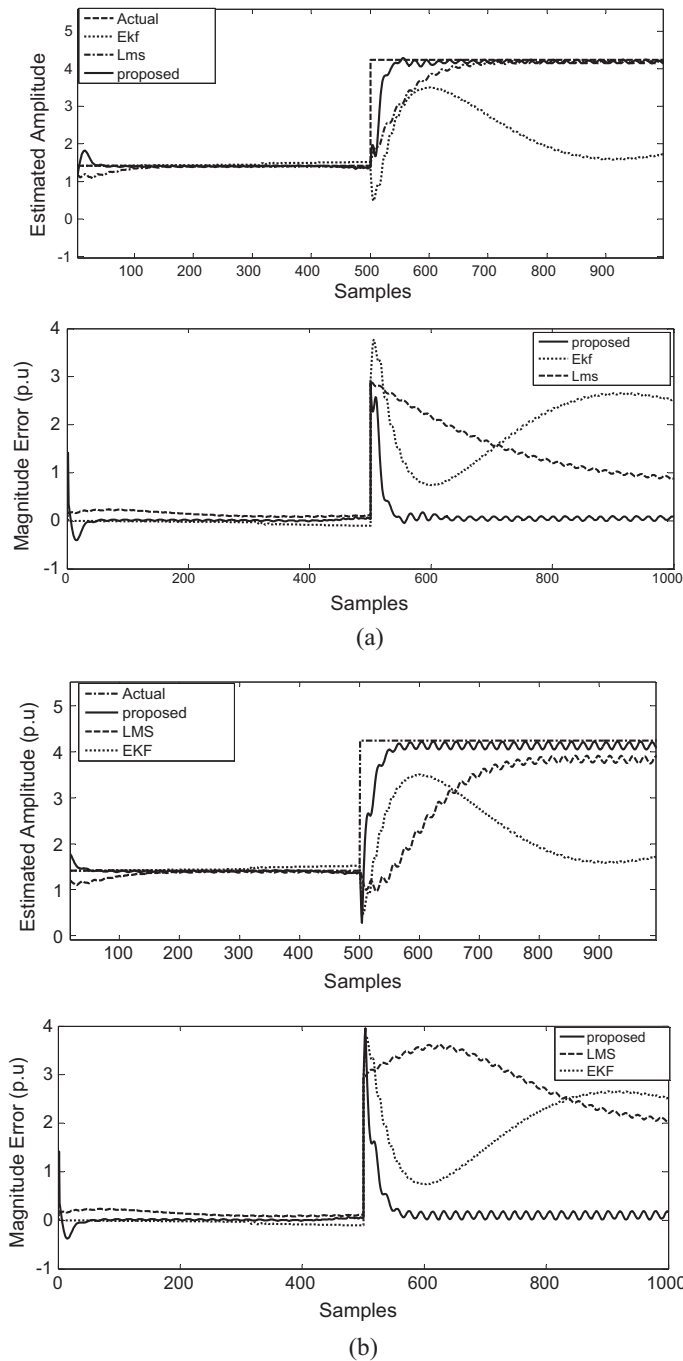 Actual
Ekf
Lms
proposed
5
4
3
2
1
0
-1
100 200 300 400 500 600 700 800 900
Estimated Amplitude
Samples
proposed
Ekf
Lms
4
3
2
1
0
-1
0 200 400 600 800 1000
Magnitude Error (p.u)
Samples
(a)
Actual
proposed
LMS
EKF
5
4
3
2
1
0
100 200 300 400 500 600 700 800 900
Estimated Amplitude (p.u)
Samples
proposed
LMS
EKF
4
3
2
1
0
-1
0 200 400 600 800 1000
Magnitude Error (p.u)
Samples
(b)